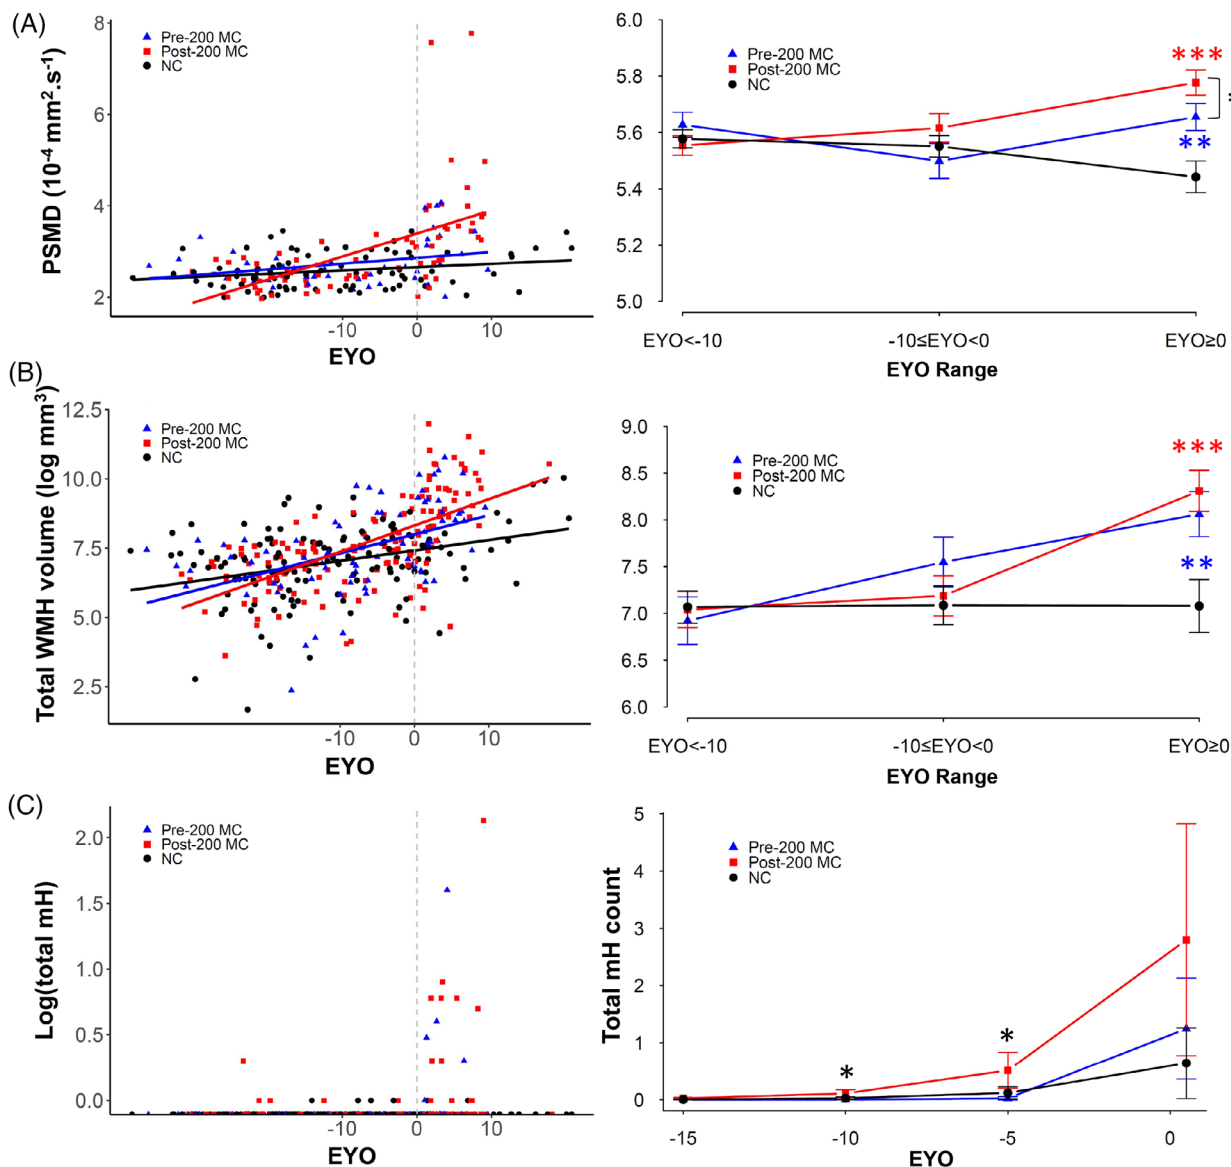 (A)
PSMD (10⁻⁴ mm².s⁻¹)
8
6
4
2
Pre-200 MC
Post-200 MC
NC
-10
0
10
EYO
6.0
5.8
5.6
5.4
5.2
5.0
Pre-200 MC
Post-200 MC
NC
***
**
EYO<-10
-10≤EYO<0
EYO≥0
EYO Range
(B)
Total WMH volume (log mm³)
12.5
10.0
7.5
5.0
2.5
Pre-200 MC
Post-200 MC
NC
-10
0
10
EYO
9.0
8.5
8.0
7.5
7.0
6.5
6.0
Pre-200 MC
Post-200 MC
NC
***
**
EYO<-10
-10≤EYO<0
EYO≥0
EYO Range
(C)
Log(total mH)
2.0
1.5
1.0
0.5
0.0
Pre-200 MC
Post-200 MC
NC
-10
0
10
EYO
Total mH count
5
4
3
2
1
0
Pre-200 MC
Post-200 MC
NC
*
*
-15
-10
-5
0
EYO